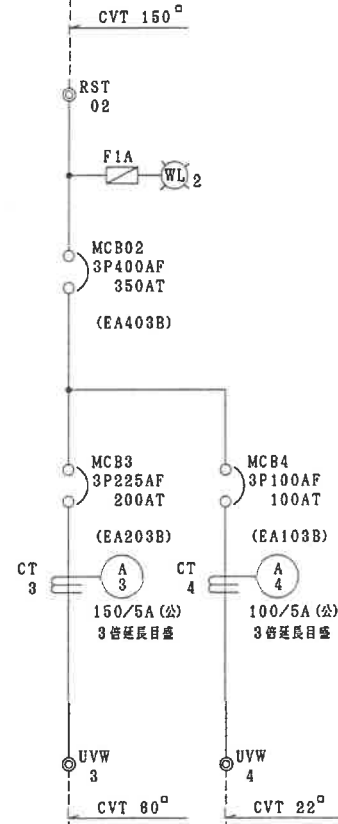 CVT 150□
RST
02
F1A
WL 2
MCB02
3P400AF
350AT
(EA403B)
MCB3
3P225AF
200AT
(EA203B)
CT
3
A
3
150/5A(公)
3倍延長目盛
MCB4
3P100AF
100AT
(EA103B)
CT
4
A
4
100/5A(公)
3倍延長目盛
UVW
3
CVT 60□
UVW
4
CVT 22□